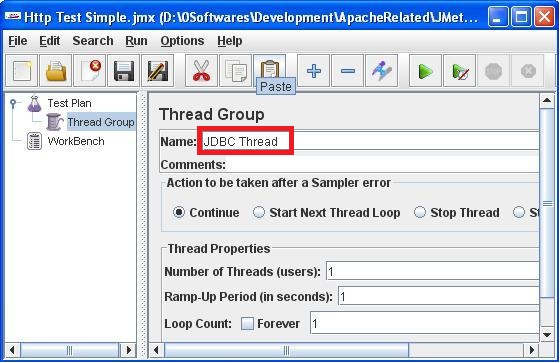 Http Test Simple.jmx (D:\0Softwares\Development\ApacheRelated\JMet
File Edit Search Run Options Help
Paste
Test Plan
Thread Group
WorkBench
Thread Group
Name: JDBC Thread
Comments:
Action to be taken after a Sampler error
Continue Start Next Thread Loop Stop Thread
Thread Properties
Number of Threads (users): 1
Ramp-Up Period (in seconds): 1
Loop Count: Forever 1